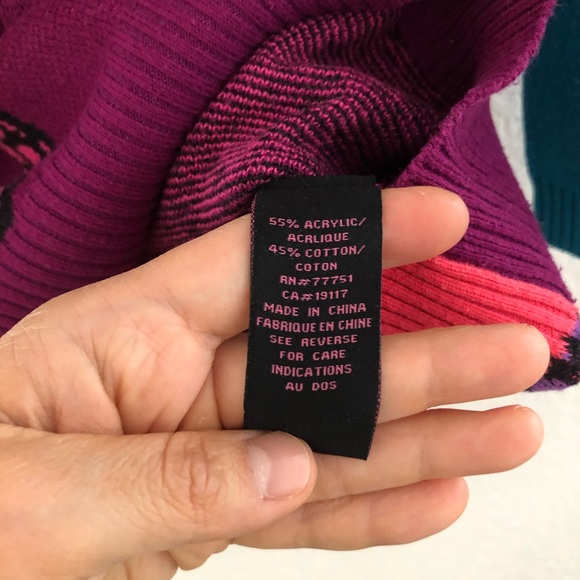 55% ACRYLIC/
ACRLIQUE
45% COTTON/
COTON
RN#77751
CA#19117
MADE IN CHINA
FABRIQUE EN CHINE
SEE REVERSE
FOR CARE
INDICATIONS
AU DOS